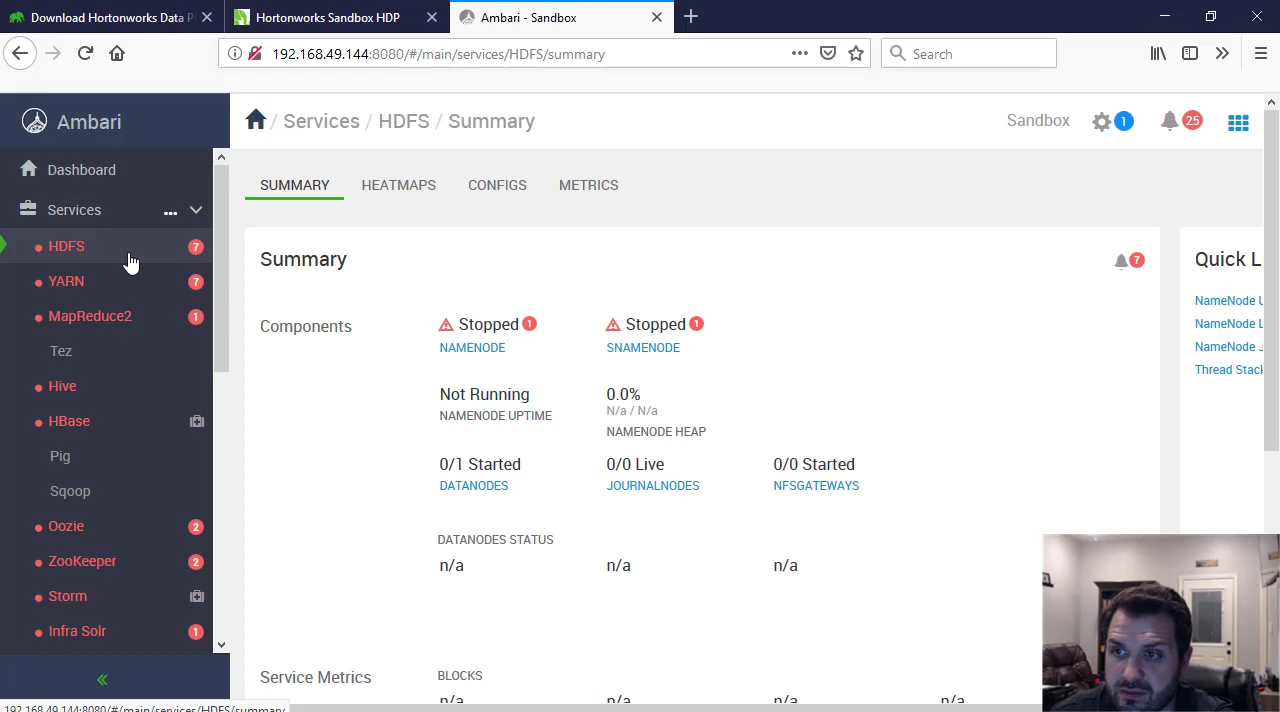 Download Hortonworks Data P
Hortonworks Sandbox HDP
Ambari - Sandbox
192.168.49.144:8080/#/main/services/HDFS/summary
Search
Ambari
/ Services / HDFS / Summary
Sandbox
1
25
Dashboard
Services
HDFS 7
YARN 7
MapReduce2 1
Tez
Hive
HBase
Pig
Sqoop
Oozie 2
ZooKeeper 2
Storm
Infra Solr 1
SUMMARY HEATMAPS CONFIGS METRICS
Summary
7
Components
Stopped 1
NAMENODE
Stopped 1
SNAMENODE
Not Running
NAMENODE UPTIME
0.0%
N/a / N/a
NAMENODE HEAP
0/1 Started
DATANODES
0/0 Live
JOURNALNODES
0/0 Started
NFSGATEWAYS
DATANODES STATUS
n/a n/a n/a
Service Metrics
BLOCKS
n/a n/a n/a n/a
Quick L
NameNode U
NameNode L
NameNode J
Thread Stack
192.168.49.144:8080/#/main/services/HDFS/summary